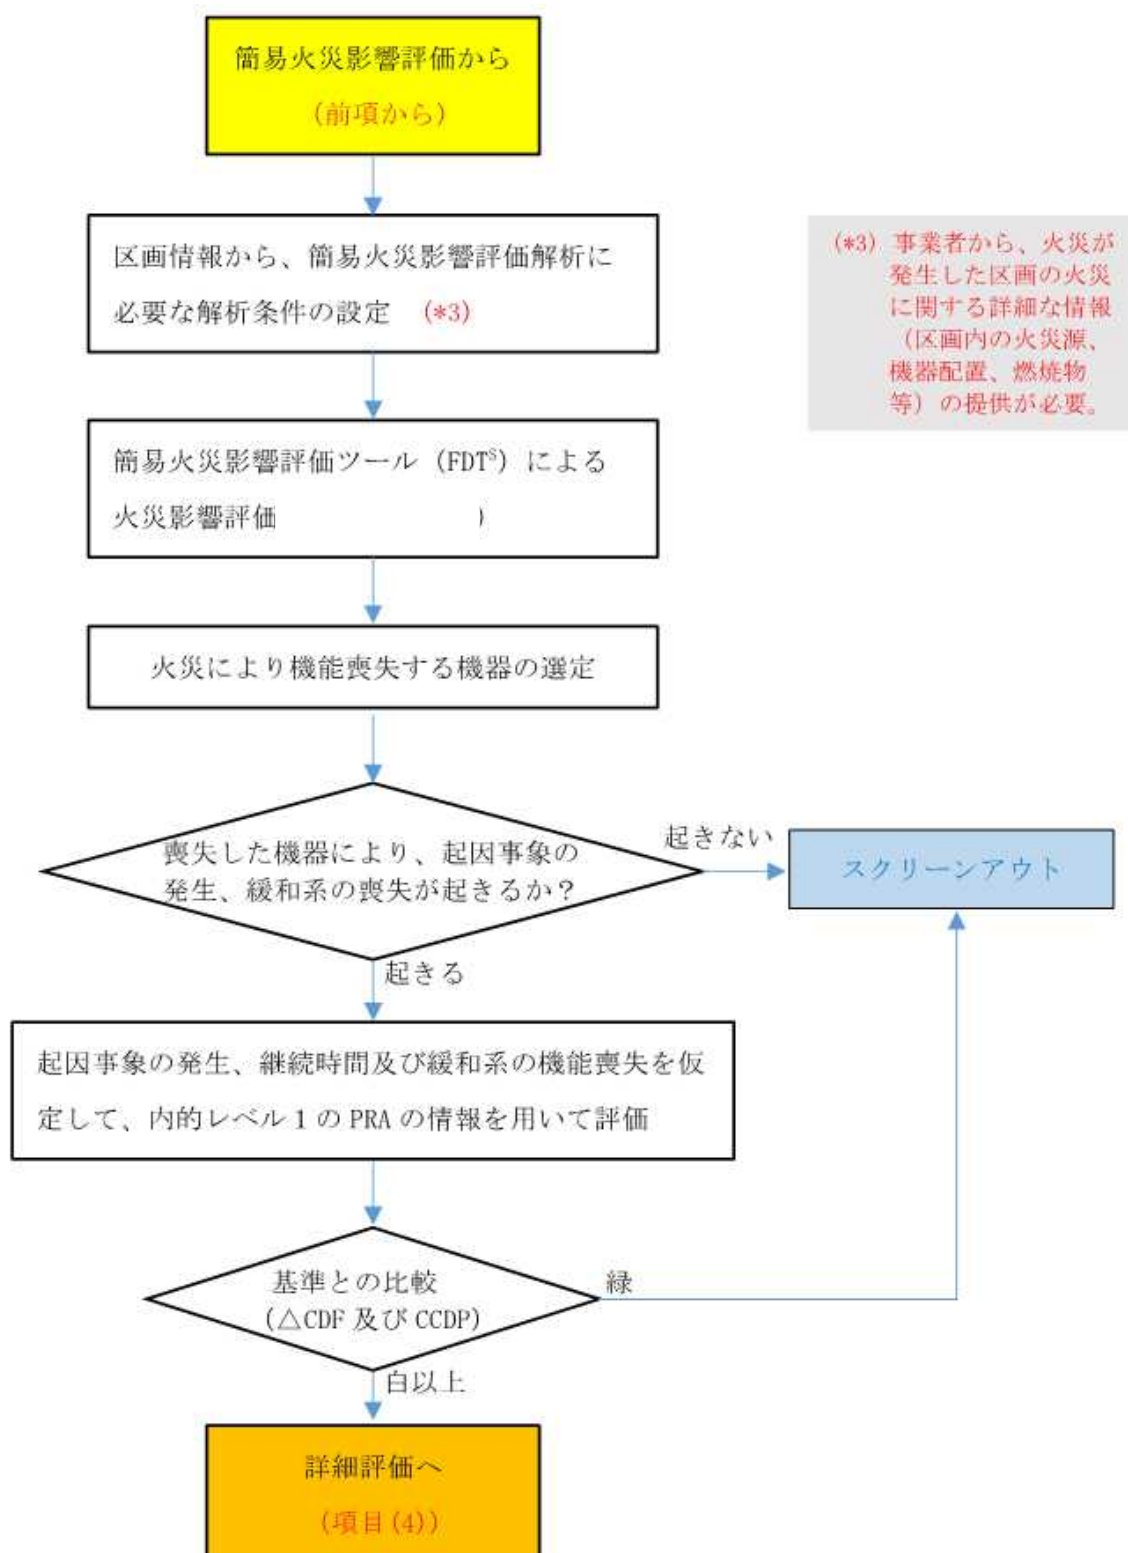 簡易火災影響評価から
(前項から)
区画情報から、簡易火災影響評価解析に
必要な解析条件の設定 (*3)
(*3) 事業者から、火災が
発生した区画の火災
に関する詳細な情報
（区画内の火災源、
機器配置、燃焼物
等）の提供が必要。
簡易火災影響評価ツール (FDTˢ) による
火災影響評価 )
火災により機能喪失する機器の選定
喪失した機器により、起因事象の
発生、緩和系の喪失が起きるか？
起きない
スクリーンアウト
起きる
起因事象の発生、継続時間及び緩和系の機能喪失を仮
定して、内的レベル１の PRA の情報を用いて評価
基準との比較
(△CDF 及び CCDP)
緑
白以上
詳細評価へ
(項目(4))